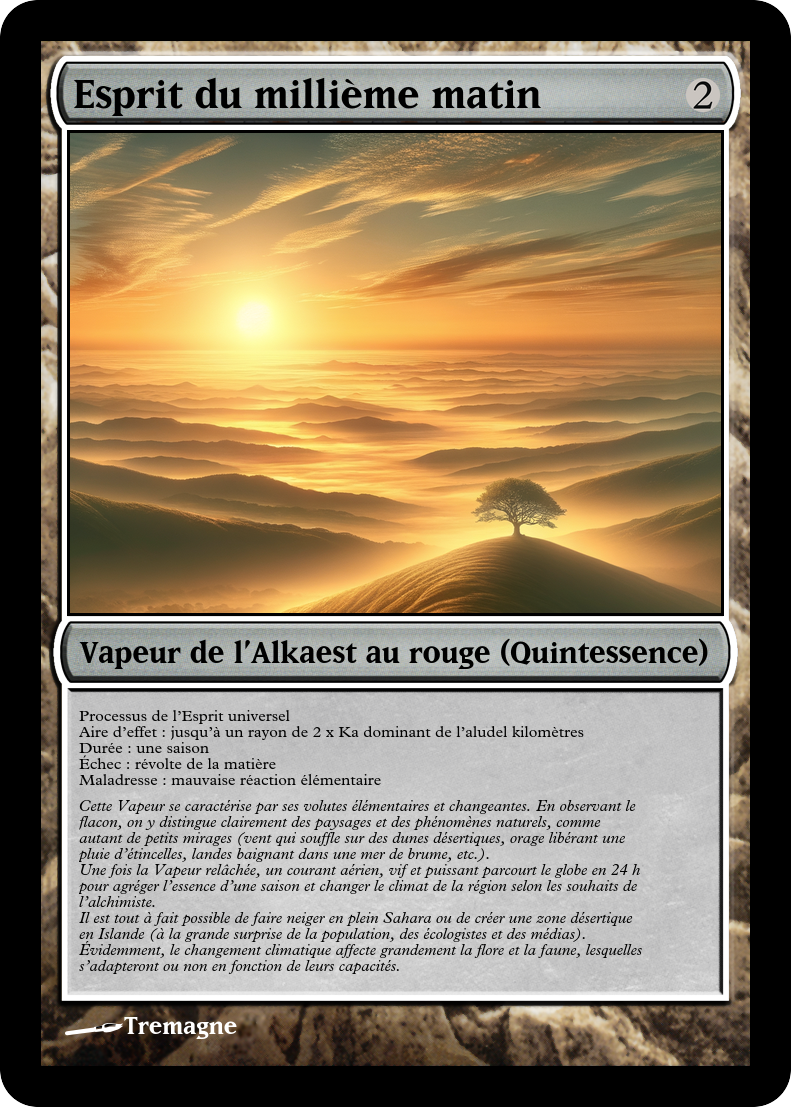 Esprit du millième matin
2
Vapeur de l'Alkaest au rouge (Quintessence)
Processus de l'Esprit universel
Aire d'effet : jusqu'à un rayon de 2 x Ka dominant de l'aludel kilomètres
Durée : une saison
Échec : révolte de la matière
Maladresse : mauvaise réaction élémentaire
Cette Vapeur se caractérise par ses volutes élémentaires et changeantes. En observant le
flacon, on y distingue clairement des paysages et des phénomènes naturels, comme
autant de petits mirages (vent qui souffle sur des dunes désertiques, orage libérant une
pluie d'étincelles, landes baignant dans une mer de brume, etc.).
Une fois la Vapeur relâchée, un courant aérien, vif et puissant parcourt le globe en 24 h
pour agréger l'essence d'une saison et changer le climat de la région selon les souhaits de
l'alchimiste.
Il est tout à fait possible de faire neiger en plein Sahara ou de créer une zone désertique
en Islande (à la grande surprise de la population, des écologistes et des médias).
Évidemment, le changement climatique affecte grandement la flore et la faune, lesquelles
s'adapteront ou non en fonction de leurs capacités.
Tremagne